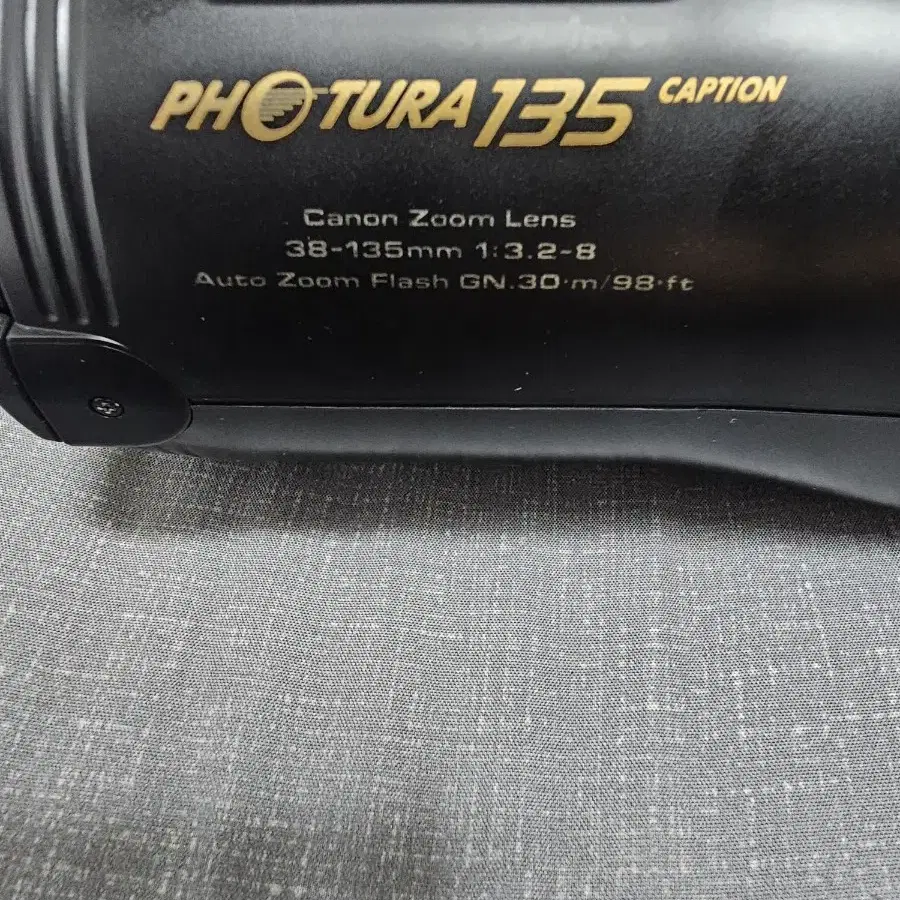 PHOTURA 135 CAPTION
Canon Zoom Lens
38-135mm 1:3.2-8
Auto Zoom Flash GN.30·m/98·ft